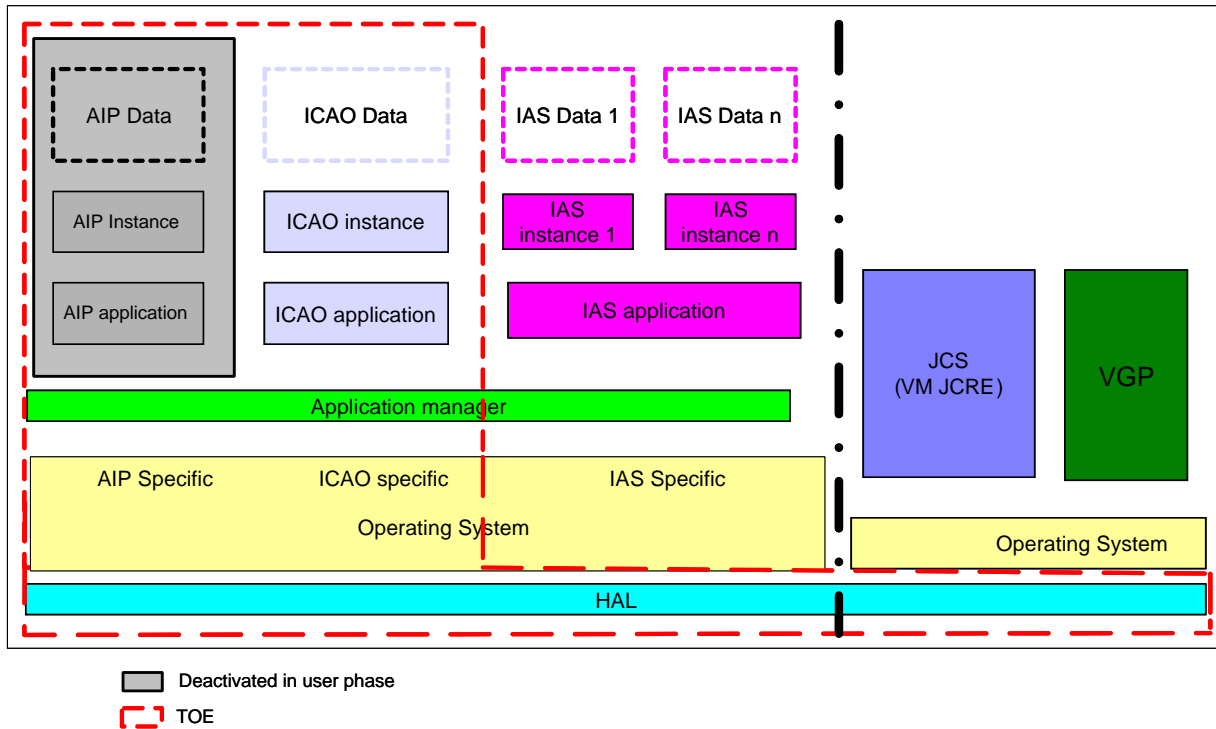 AIP Data
ICAO Data
IAS Data 1
IAS Data n
AIP Instance
ICAO instance
IAS
instance 1
IAS
instance n
AIP application
ICAO application
IAS application
JCS
(VM JCRE)
VGP
Application manager
AIP Specific
ICAO specific
IAS Specific
Operating System
Operating System
HAL
Deactivated in user phase
TOE